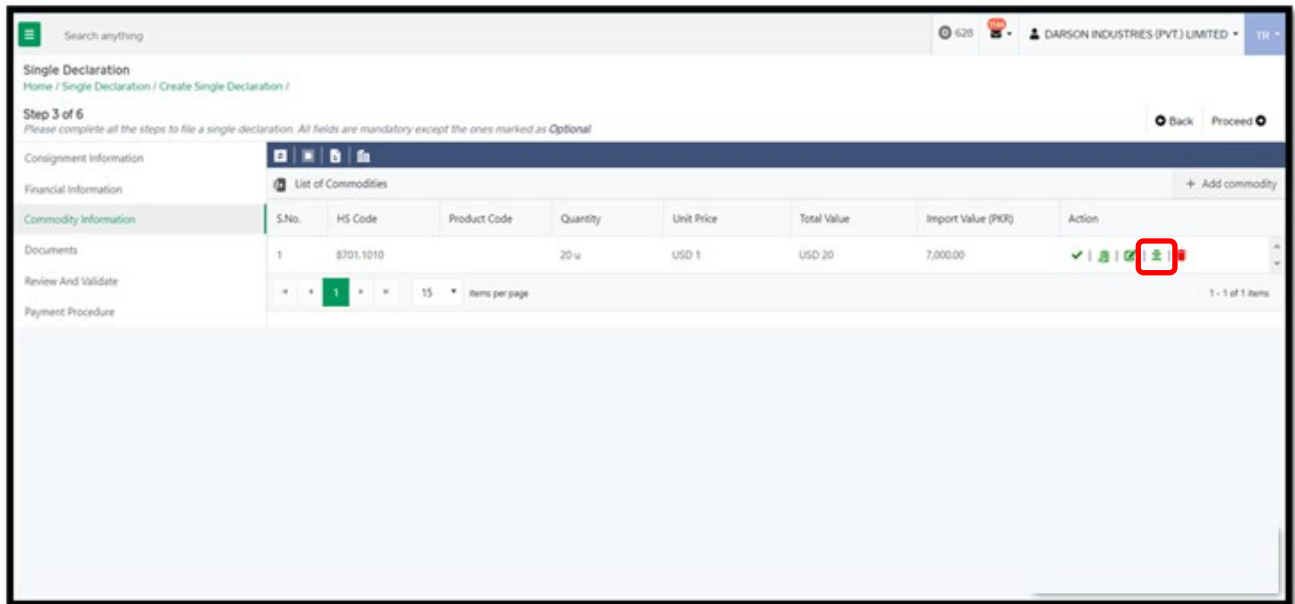 Search anything
628
1144
DARSON INDUSTRIES (PVT.) LIMITED
TR
Single Declaration
Home / Single Declaration / Create Single Declaration /
Step 3 of 6
Please complete all the steps to file a single declaration. All fields are mandatory except the ones marked as Optional
Back Proceed
Consignment Information
Financial Information
Commodity Information
Documents
Review And Validate
Payment Procedure
List of Commodities
+ Add commodity
S.No. HS Code Product Code Quantity Unit Price Total Value Import Value (PKR) Action
1 8701.1010 20 u USD 1 USD 20 7,000.00
1 15 items per page 1 - 1 of 1 items